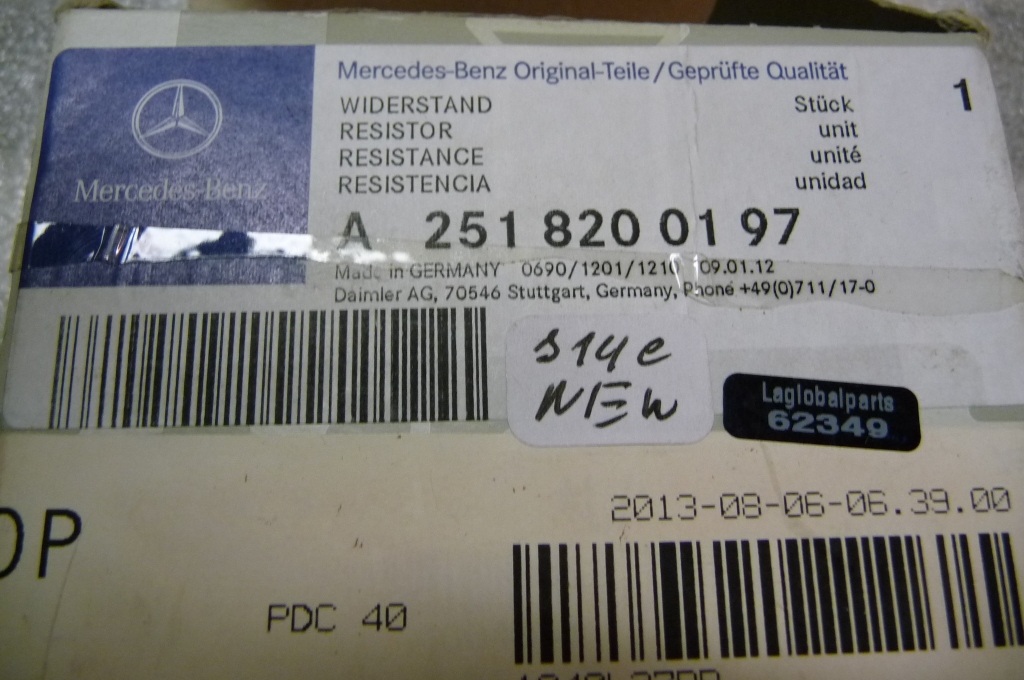 Mercedes-Benz
Mercedes-Benz Original-Teile/Geprüfte Qualität
WIDERSTAND Stück 1
RESISTOR unit
RESISTANCE unité
RESISTENCIA unidad
A 251 820 01 97
Made in GERMANY 0690/1201/1210 09.01.12
Daimler AG, 70546 Stuttgart, Germany, Phone +49(0)711/17-0
S14e
NEW
Laglobalparts
62349
2013-08-06-06.39.00
OP
PDC 40